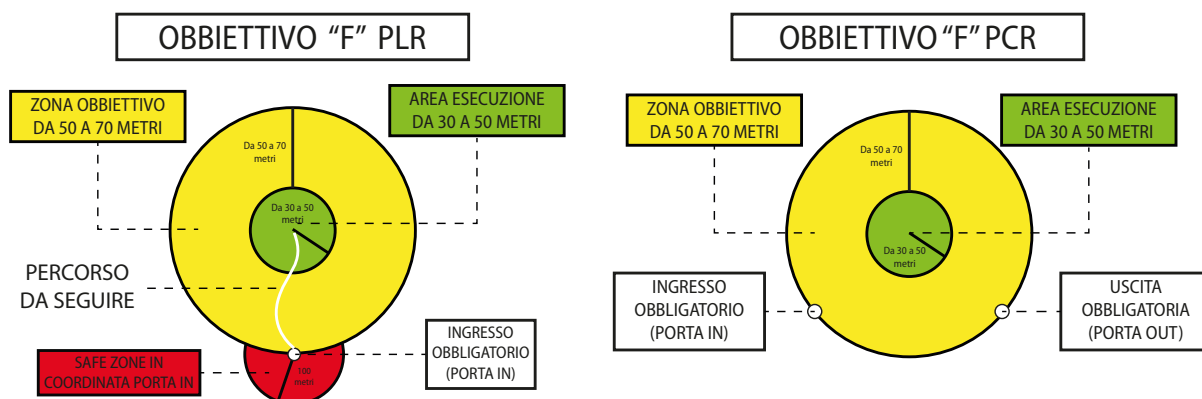 OBBIETTIVO “F” PLR
ZONA OBBIETTIVO
DA 50 A 70 METRI
AREA ESECUZIONE
DA 30 A 50 METRI
Da 50 a 70
metri
Da 30 a 50
metri
PERCORSO
DA SEGUIRE
INGRESSO
OBBLIGATORIO
(PORTA IN)
SAFE ZONE IN
COORDINATA PORTA IN
100
metri
OBBIETTIVO “F” PCR
ZONA OBBIETTIVO
DA 50 A 70 METRI
AREA ESECUZIONE
DA 30 A 50 METRI
Da 50 a 70
metri
Da 30 a 50
metri
INGRESSO
OBBLIGATORIO
(PORTA IN)
USCITA
OBBLIGATORIA
(PORTA OUT)